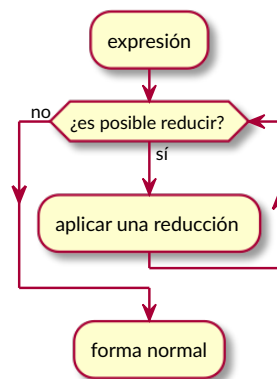 expresión
no
¿es posible reducir?
sí
aplicar una reducción
forma normal